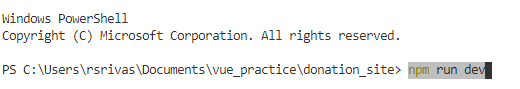 Windows PowerShell
Copyright (C) Microsoft Corporation. All rights reserved.
PS C:\Users\rsrivas\Documents\vue_practice\donation_site> npm run dev